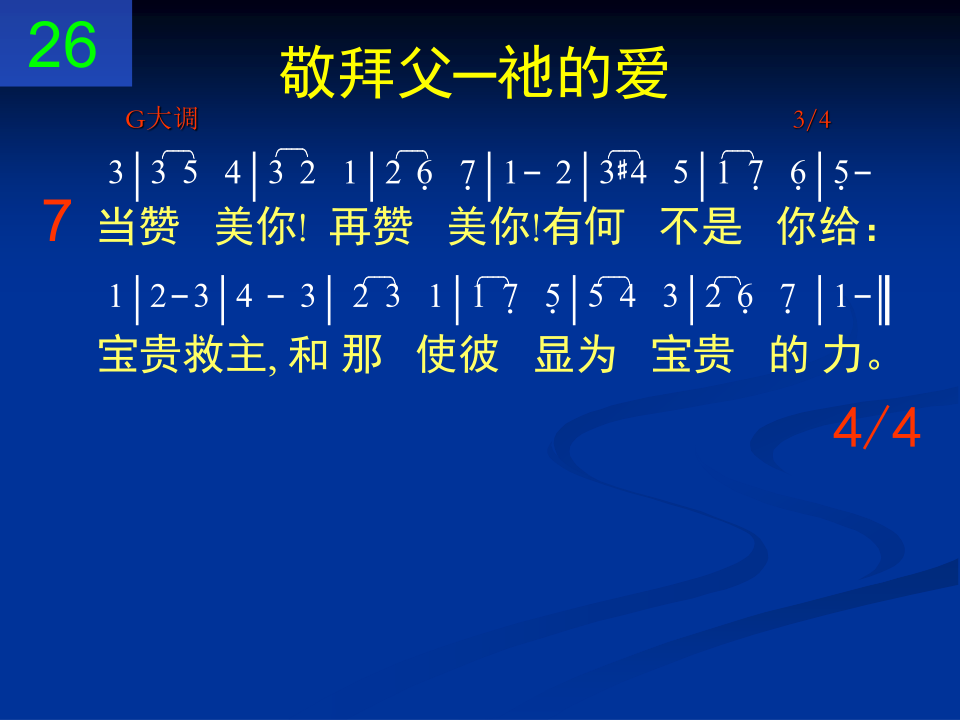 26
敬拜父─祂的爱
G大调 3/4
3│3 5 4│3 2 1│2 6̣ 7̣│1- 2│3 #4 5│1 7̣ 6̣│5̣-
7 当赞 美你! 再赞 美你!有何 不是 你给：
1│2-3│4 - 3│2 3 1│1 7̣ 5̣│5 4 3│2 6̣ 7̣│1-‖
宝贵救主, 和 那 使彼 显为 宝贵 的 力。
4/4